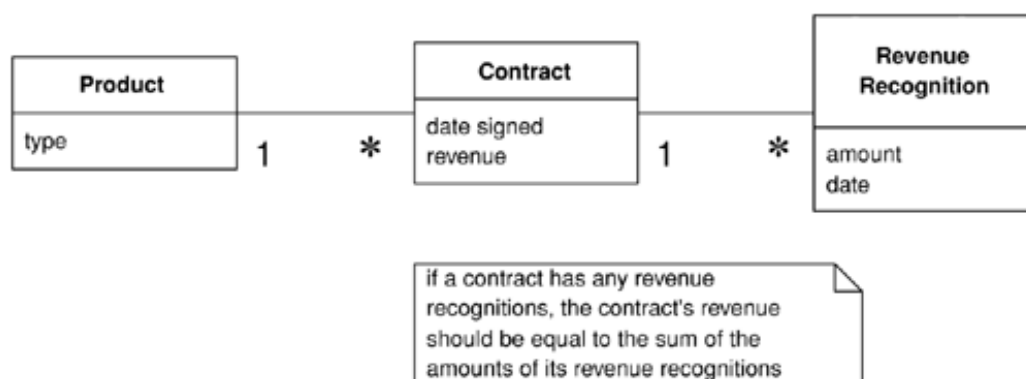 Product
type
1
*
Contract
date signed
revenue
1
*
Revenue
Recognition
amount
date
if a contract has any revenue
recognitions, the contract's revenue
should be equal to the sum of the
amounts of its revenue recognitions